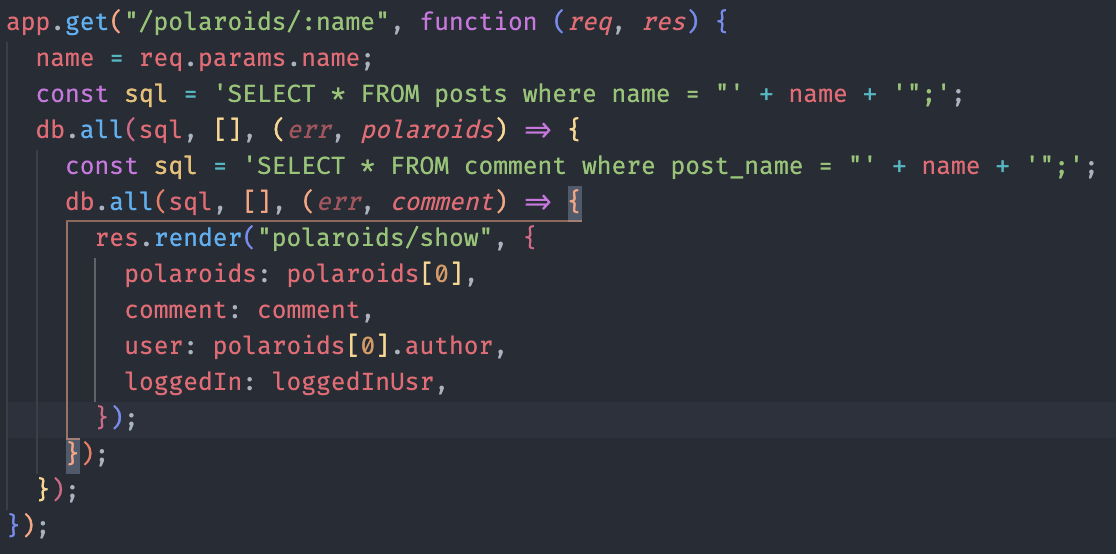 app.get("/polaroids/:name", function (req, res) {
  name = req.params.name;
  const sql = 'SELECT * FROM posts where name = "' + name + '";';
  db.all(sql, [], (err, polaroids) => {
    const sql = 'SELECT * FROM comment where post_name = "' + name + '";';
    db.all(sql, [], (err, comment) => {
      res.render("polaroids/show", {
        polaroids: polaroids[0],
        comment: comment,
        user: polaroids[0].author,
        loggedIn: loggedInUsr,
      });
    });
  });
});